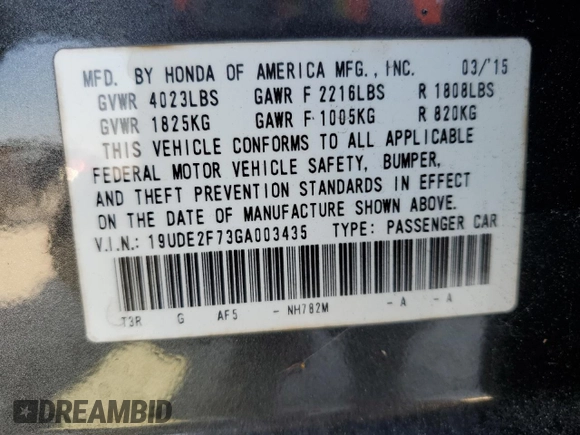 MFD. BY HONDA OF AMERICA MFG., INC. 03/'15
GVWR 4023LBS GAWR F 2216LBS R 1808LBS
GVWR 1825KG GAWR F 1005KG R 820KG
THIS VEHICLE CONFORMS TO ALL APPLICABLE
FEDERAL MOTOR VEHICLE SAFETY, BUMPER,
AND THEFT PREVENTION STANDARDS IN EFFECT
ON THE DATE OF MANUFACTURE SHOWN ABOVE.
V.I.N.: 19UDE2F73GA003435 TYPE: PASSENGER CAR
T3R G AF5 - NH782M - A - A
DREAMBID